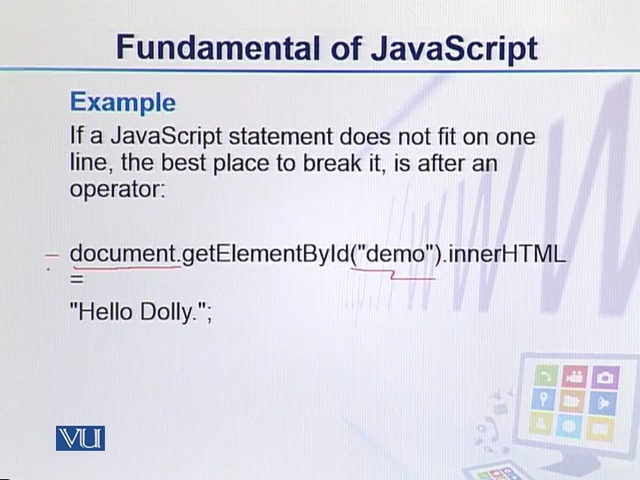 Fundamental of JavaScript
Example
If a JavaScript statement does not fit on one
line, the best place to break it, is after an
operator:
document.getElementById("demo").innerHTML
=
"Hello Dolly.";
VU